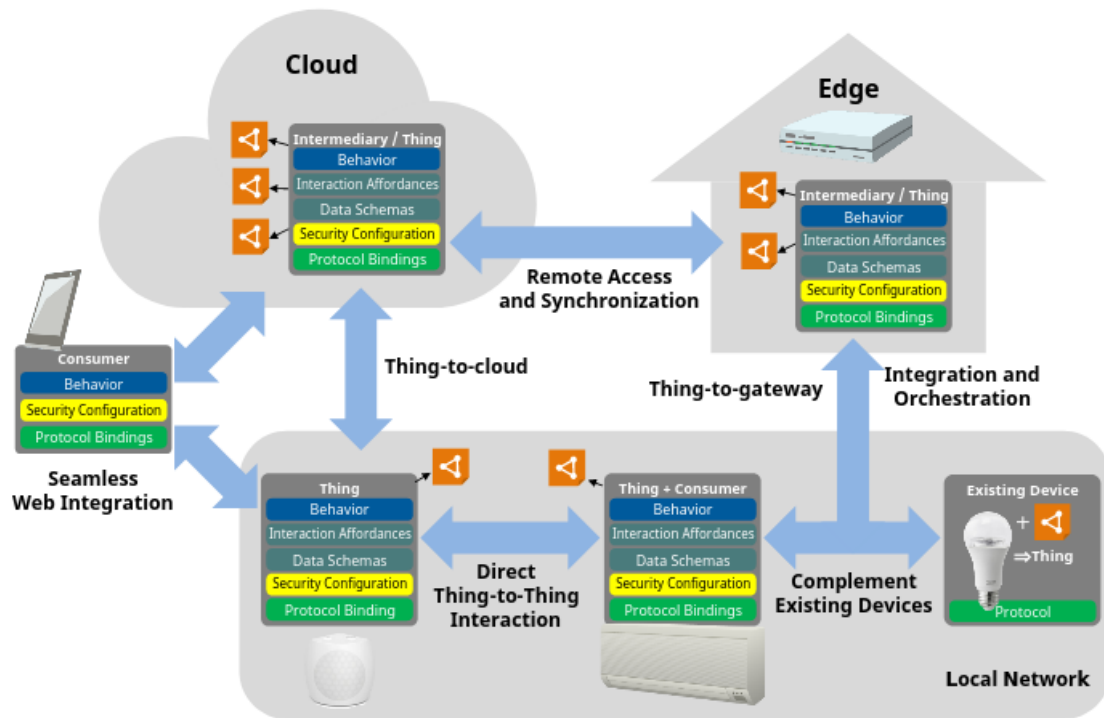 Cloud
Intermediary / Thing
Behavior
Interaction Affordances
Data Schemas
Security Configuration
Protocol Bindings
Edge
Intermediary / Thing
Behavior
Interaction Affordances
Data Schemas
Security Configuration
Protocol Bindings
Remote Access
and Synchronization
Consumer
Behavior
Security Configuration
Protocol Bindings
Seamless
Web Integration
Thing-to-cloud
Thing-to-gateway
Integration and
Orchestration
Thing
Behavior
Interaction Affordances
Data Schemas
Security Configuration
Protocol Binding
Direct
Thing-to-Thing
Interaction
Thing + Consumer
Behavior
Interaction Affordances
Data Schemas
Security Configuration
Protocol Bindings
Complement
Existing Devices
Existing Device
+
⇒Thing
Protocol
Local Network